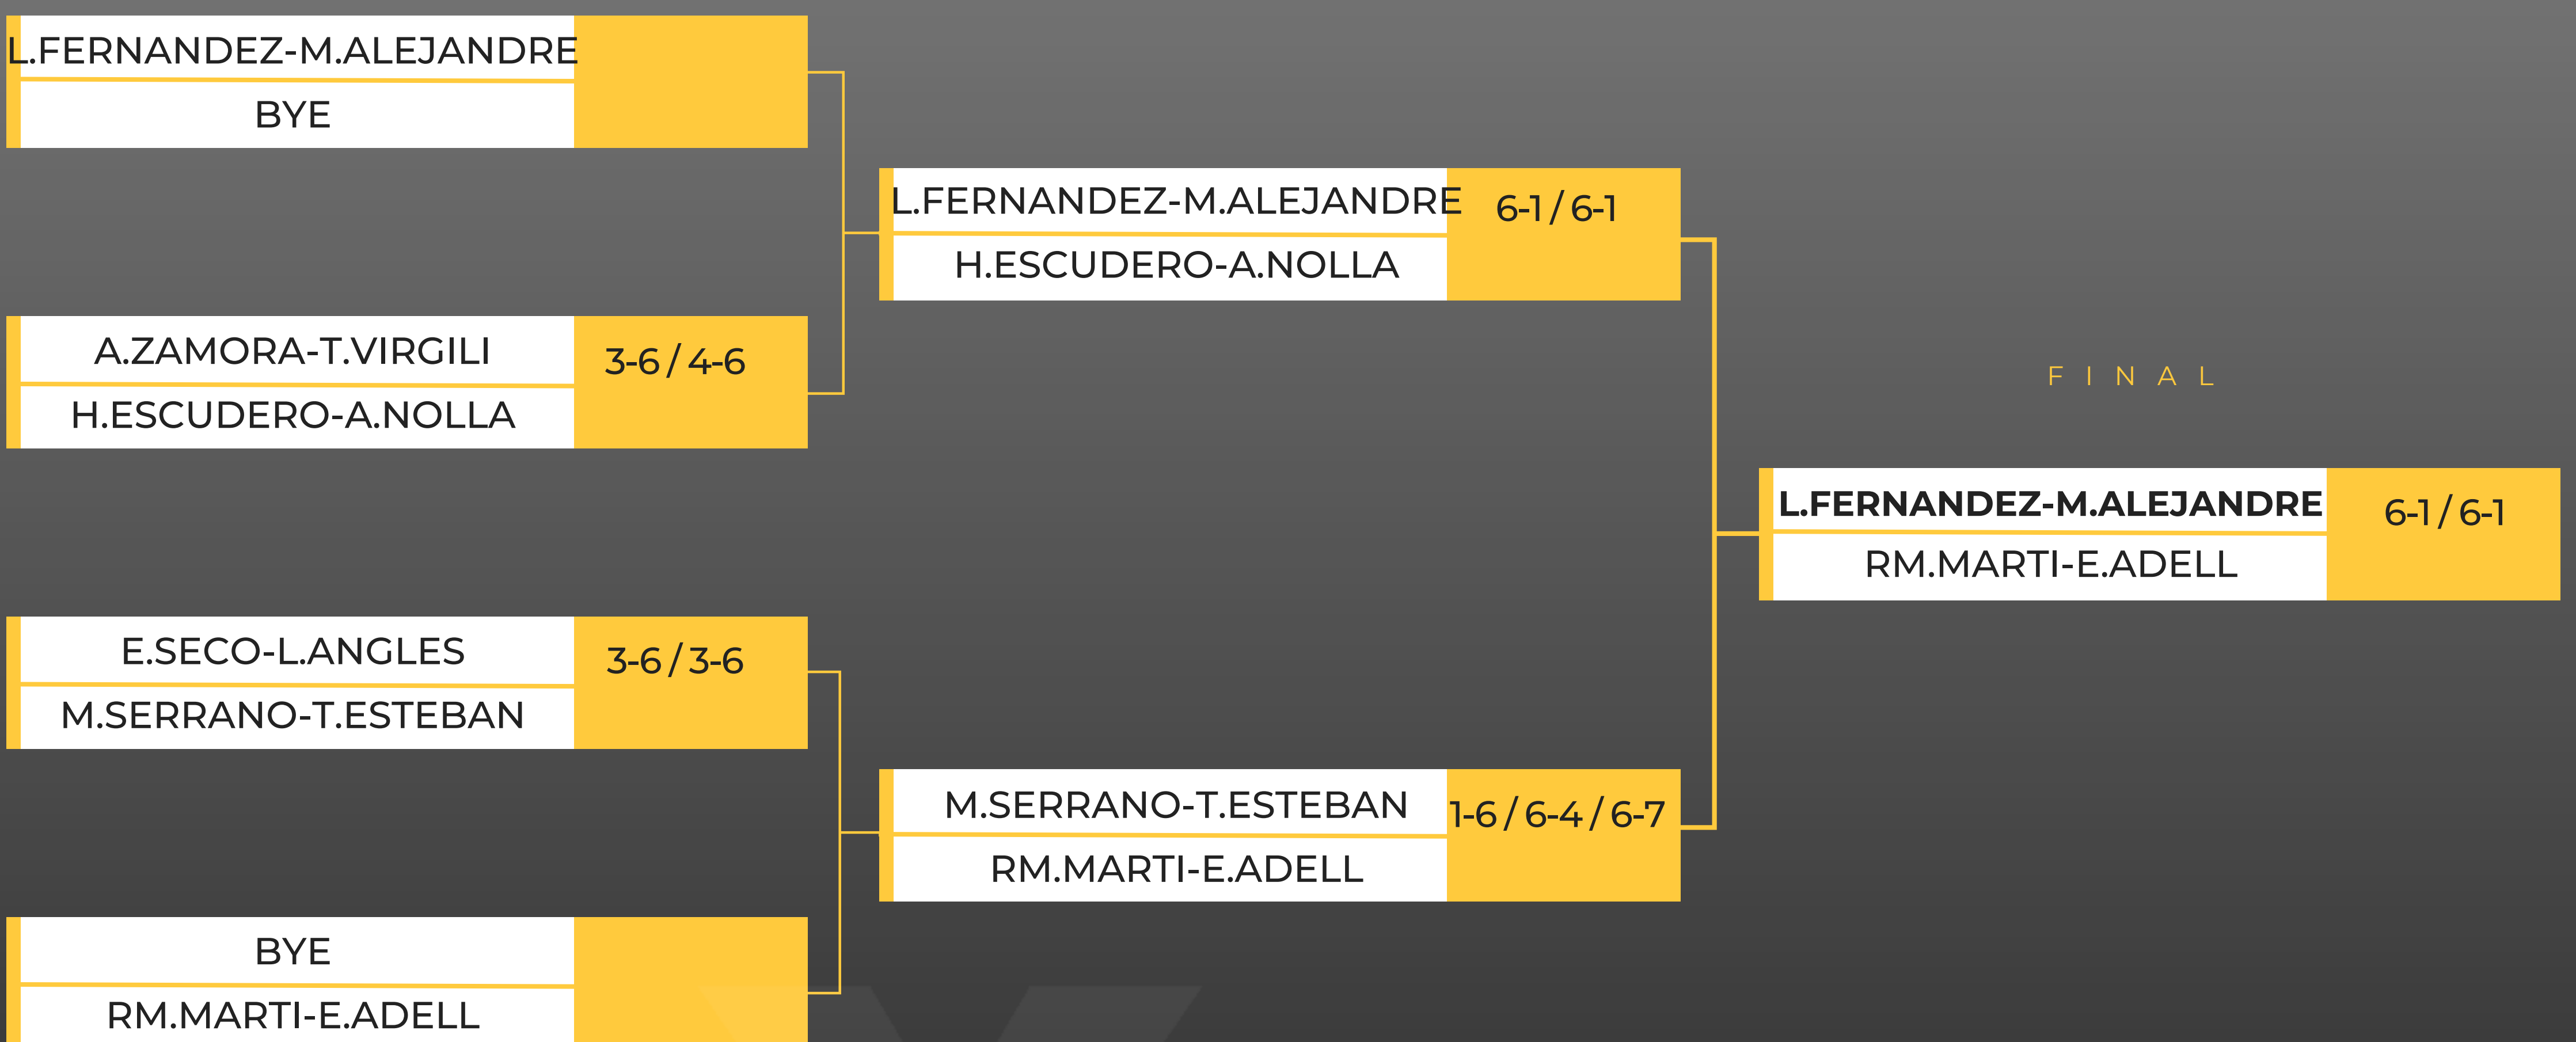 L.FERNANDEZ-M.ALEJANDRE
BYE
A.ZAMORA-T.VIRGILI
3-6 / 4-6
H.ESCUDERO-A.NOLLA
E.SECO-L.ANGLES
3-6 / 3-6
M.SERRANO-T.ESTEBAN
BYE
RM.MARTI-E.ADELL
L.FERNANDEZ-M.ALEJANDRE
6-1 / 6-1
H.ESCUDERO-A.NOLLA
M.SERRANO-T.ESTEBAN
1-6 / 6-4 / 6-7
RM.MARTI-E.ADELL
FINAL
L.FERNANDEZ-M.ALEJANDRE
6-1 / 6-1
RM.MARTI-E.ADELL